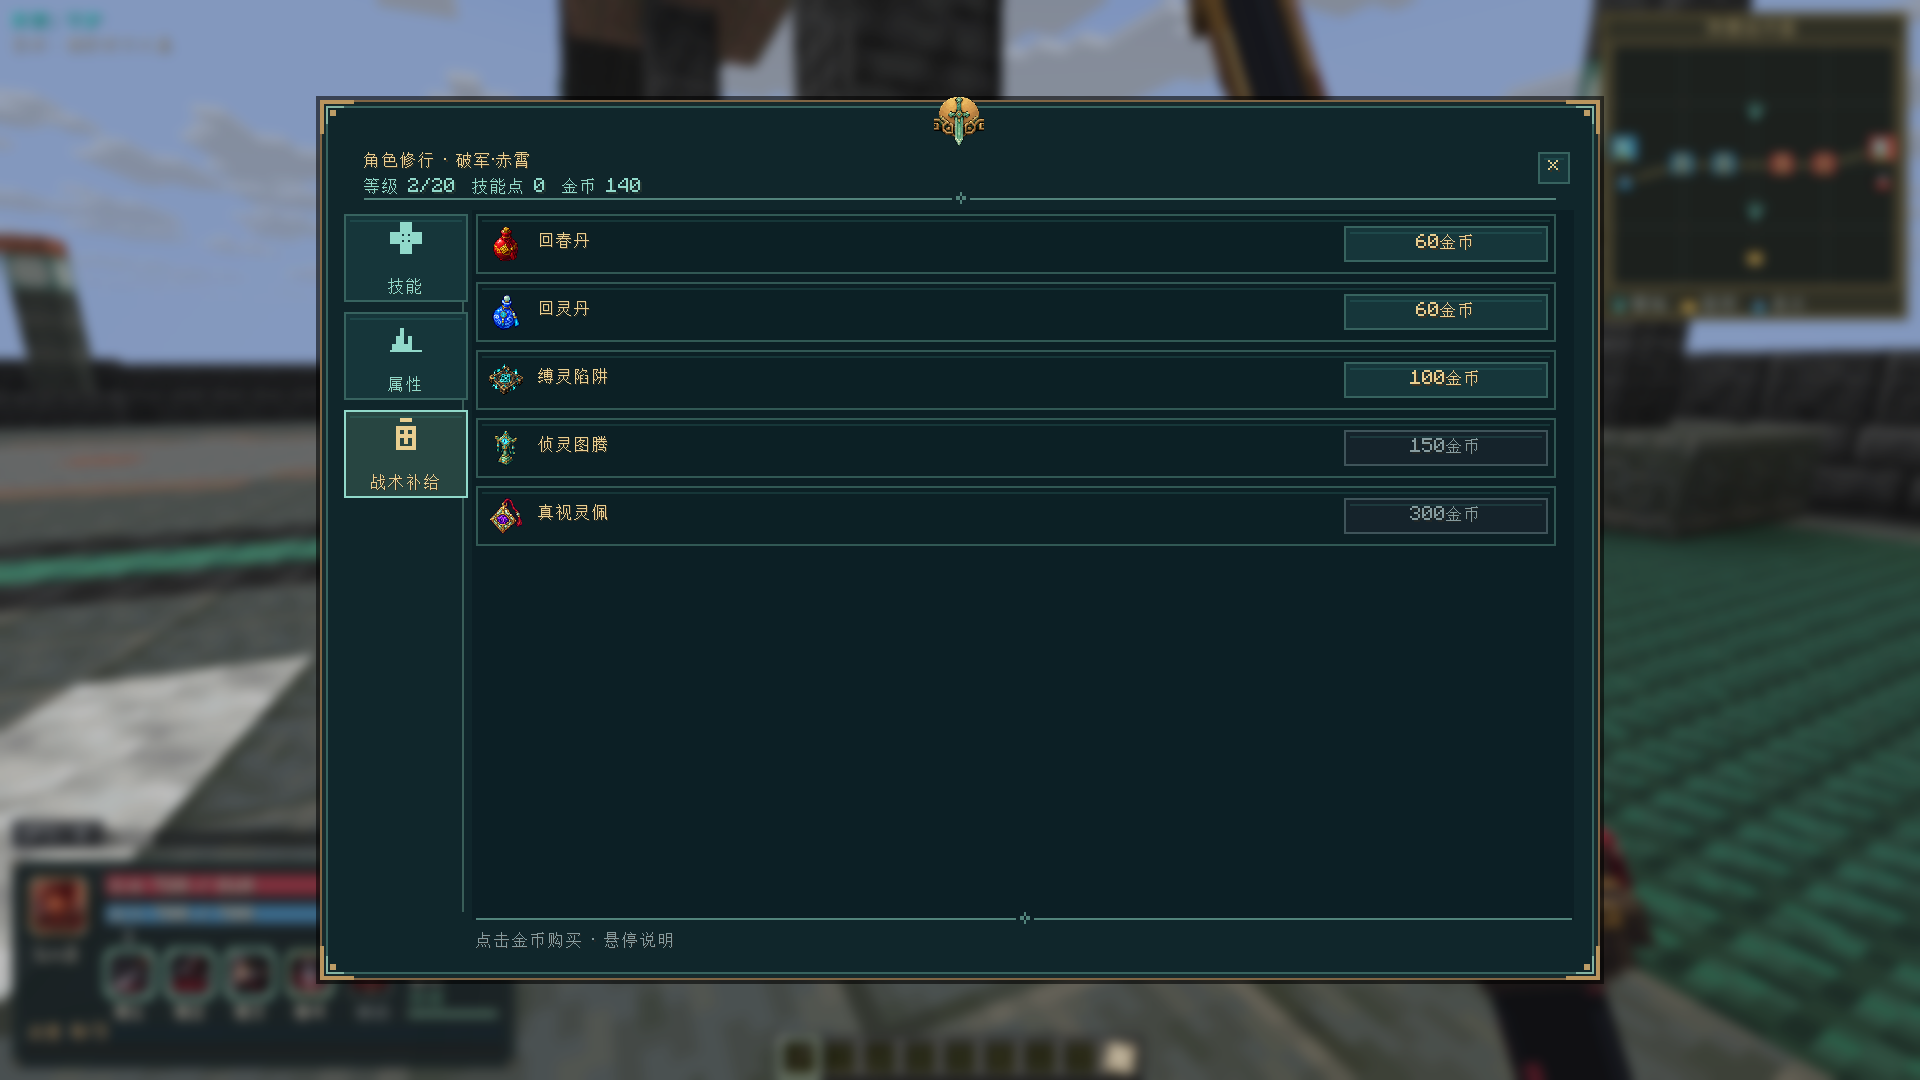 角色修行 · 破军·赤霄
等级 2/20 技能点 0 金币 140
×
技能
属性
战术补给
回春丹 60金币
回灵丹 60金币
缚灵陷阱 100金币
侦灵图腾 150金币
真视灵佩 300金币
点击金币购买 · 悬停说明